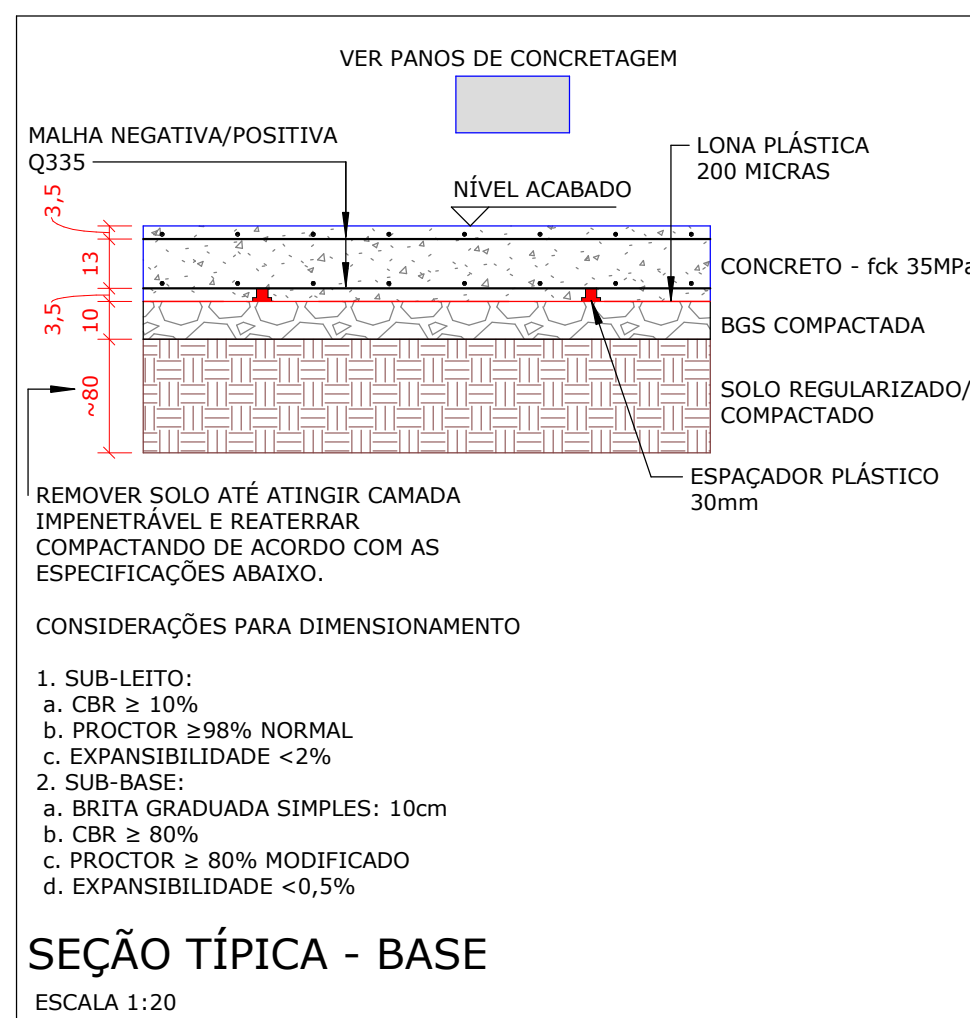 VER PANOS DE CONCRETAGEM
MALHA NEGATIVA/POSITIVA
Q335
LONA PLÁSTICA
200 MICRAS
NÍVEL ACABADO
3,5
13
3,5
10
~80
CONCRETO - fck 35MPa
BGS COMPACTADA
SOLO REGULARIZADO/
COMPACTADO
ESPAÇADOR PLÁSTICO
30mm
REMOVER SOLO ATÉ ATINGIR CAMADA
IMPENETRÁVEL E REATERRAR
COMPACTANDO DE ACORDO COM AS
ESPECIFICAÇÕES ABAIXO.
CONSIDERAÇÕES PARA DIMENSIONAMENTO
1. SUB-LEITO:
a. CBR ≥ 10%
b. PROCTOR ≥98% NORMAL
c. EXPANSIBILIDADE <2%
2. SUB-BASE:
a. BRITA GRADUADA SIMPLES: 10cm
b. CBR ≥ 80%
c. PROCTOR ≥ 80% MODIFICADO
d. EXPANSIBILIDADE <0,5%
SEÇÃO TÍPICA - BASE
ESCALA 1:20